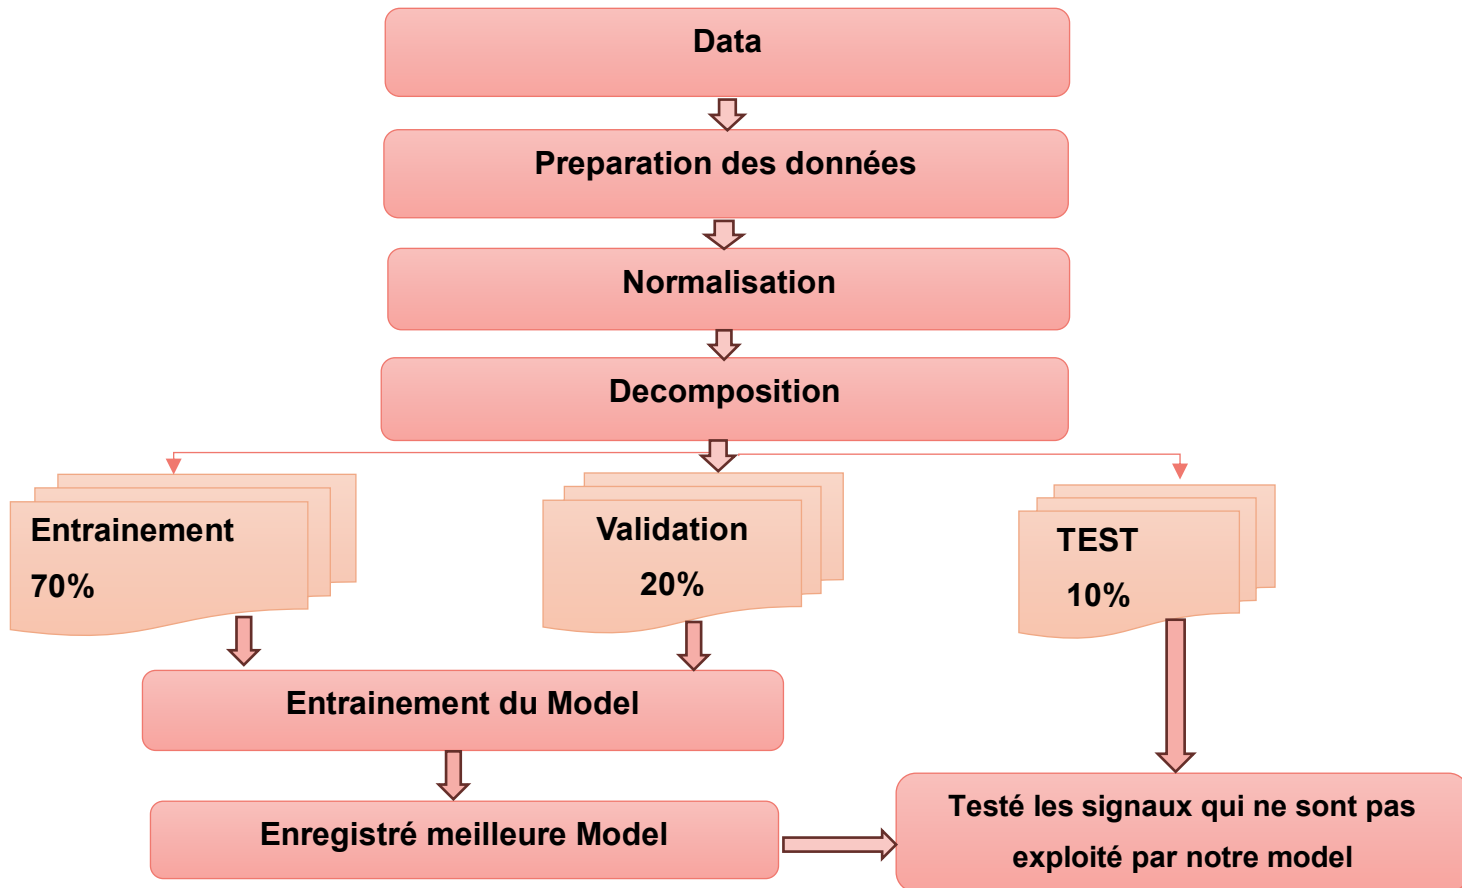 Data
Preparation des données
Normalisation
Decomposition
Entrainement
70%
Validation
20%
TEST
10%
Entrainement du Model
Enregistré meilleure Model
Testé les signaux qui ne sont pas
exploité par notre model